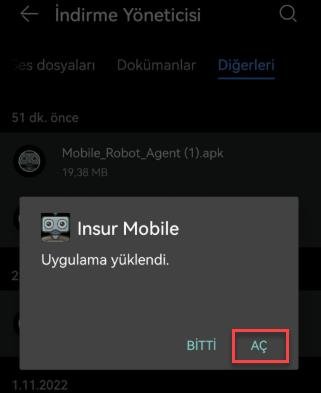 İndirme Yöneticisi
Ses dosyaları Dokümanlar Diğerleri
51 dk. önce
Mobile_Robot_Agent (1).apk
19,38 MB
Insur Mobile
Uygulama yüklendi.
BİTTİ AÇ
2
1.11.2022